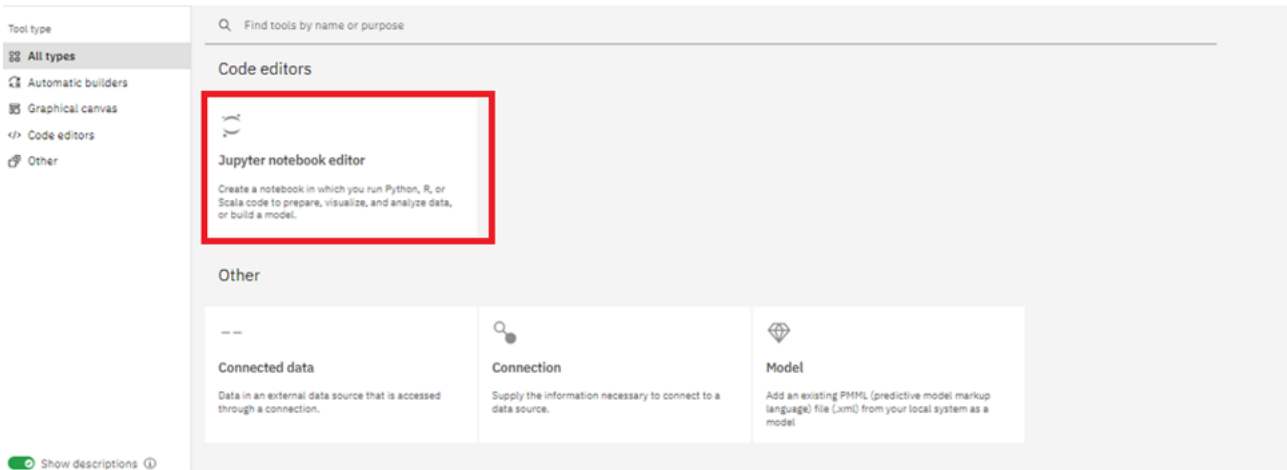 Tool type
All types
Automatic builders
Graphical canvas
</> Code editors
Other
Show descriptions
Find tools by name or purpose
Code editors
Jupyter notebook editor
Create a notebook in which you run Python, R, or
Scala code to prepare, visualize, and analyze data,
or build a model.
Other
Connected data
Data in an external data source that is accessed
through a connection.
Connection
Supply the information necessary to connect to a
data source.
Model
Add an existing PMML (predictive model markup
language) file (.xml) from your local system as a
model